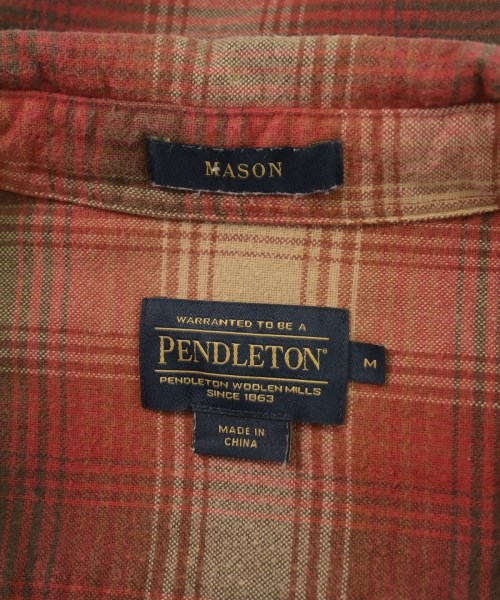 MASON
WARRANTED TO BE A
PENDLETON®
M
PENDLETON WOOLEN MILLS
SINCE 1863
MADE IN
CHINA